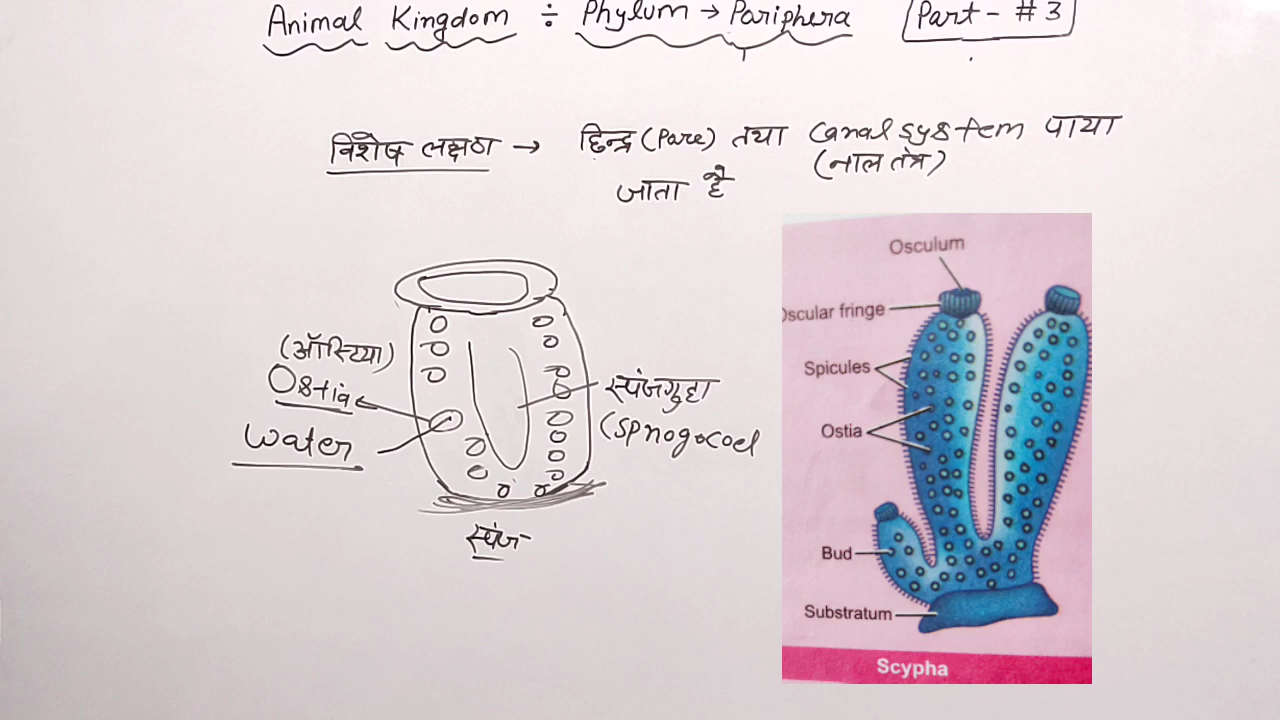 Animal Kingdom ÷ Phylum → Pariphera Part - #3
विशेष लक्षण → छिन्द्र (Pare) तथा Canal system पाया
(नाल तंत्र)
जाता है
(ऑस्टिया)
Ostia
Water
स्पंजगुहा
(Spnogocoel
स्पंज
Osculum
Oscular fringe
Spicules
Ostia
Bud
Substratum
Scypha